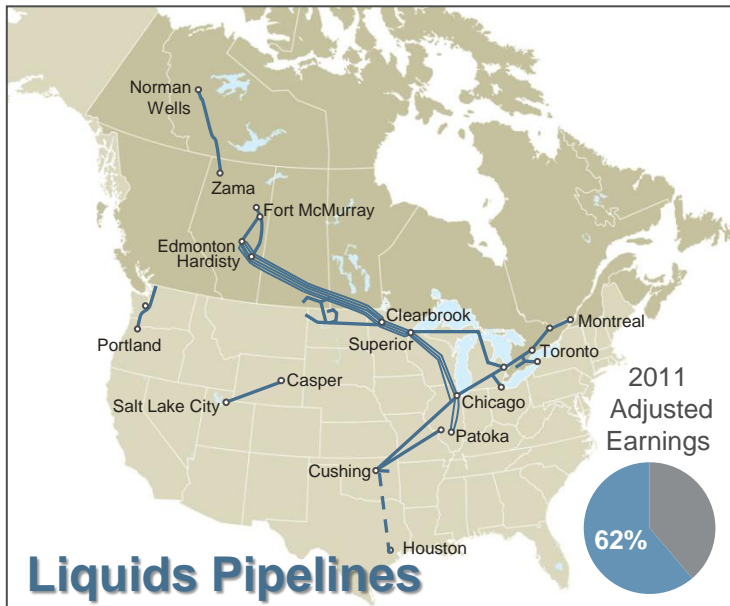 Norman
Wells
Zama
Fort McMurray
Edmonton
Hardisty
Clearbrook
Superior
Montreal
Toronto
Portland
Casper
Salt Lake City
Chicago
Patoka
Cushing
Houston
2011
Adjusted
Earnings
62%
Liquids Pipelines